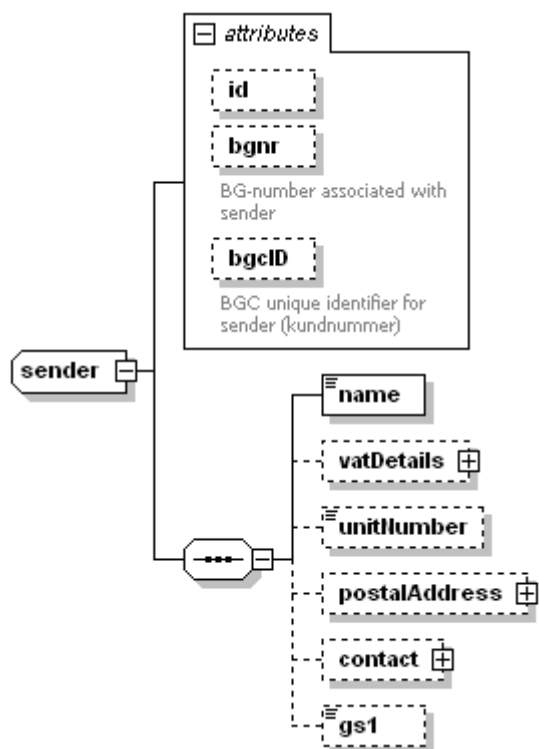 attributes
id
bgnr
BG-number associated with
sender
bgcID
BGC unique identifier for
sender (kundnummer)
sender
name
vatDetails
unitNumber
postalAddress
contact
gs1